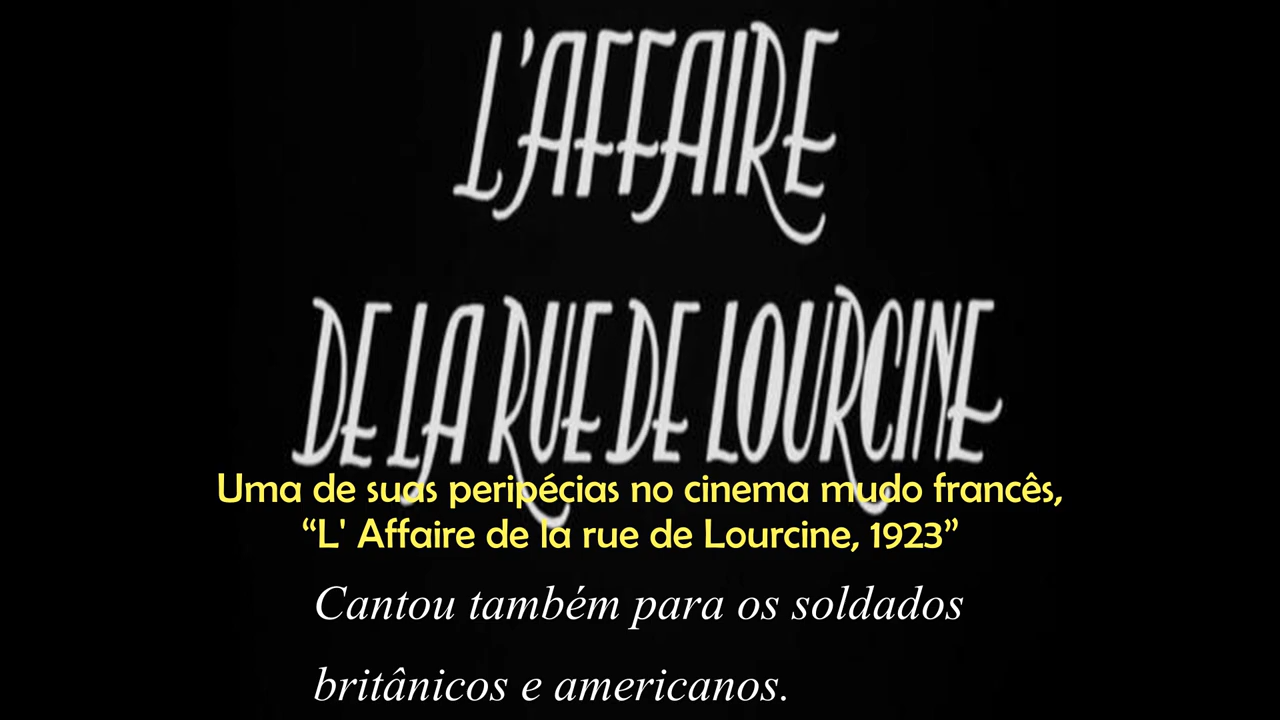 L'AFFAIRE
DE LA RUE DE LOURCINE
Uma de suas peripécias no cinema mudo francês,
“L' Affaire de la rue de Lourcine, 1923”
Cantou também para os soldados
britânicos e americanos.